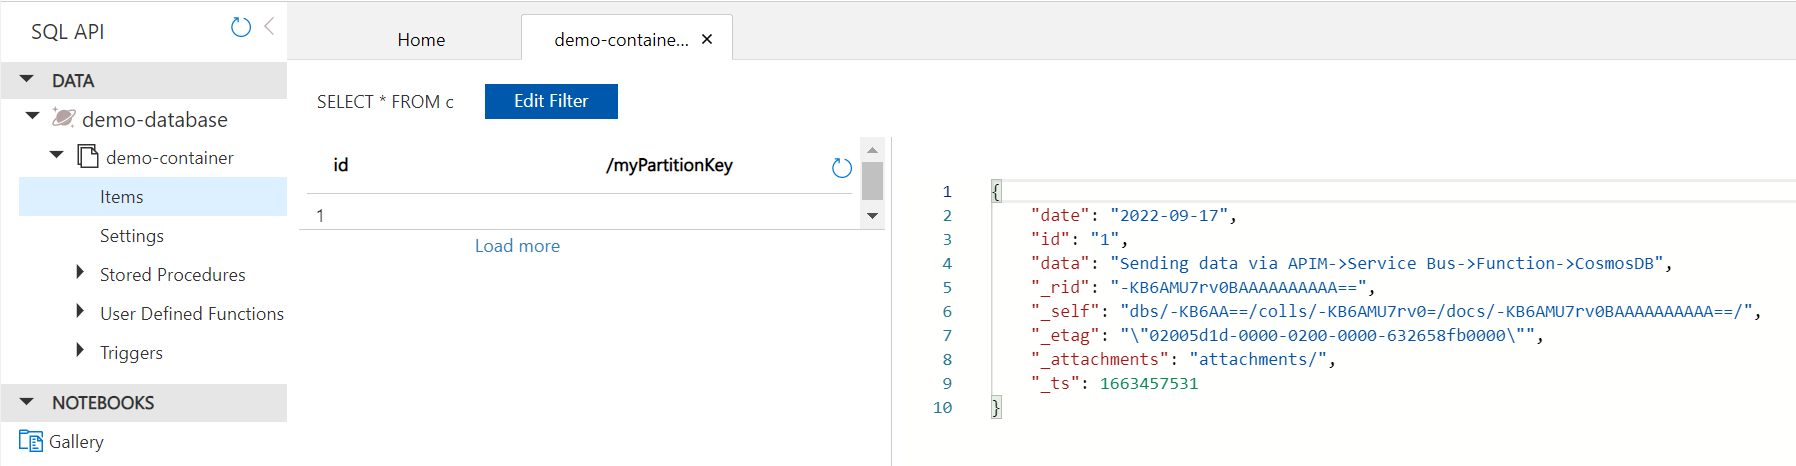 SQL API
DATA
demo-database
demo-container
Items
Settings
Stored Procedures
User Defined Functions
Triggers
NOTEBOOKS
Gallery
Home
demo-containe...
SELECT * FROM c
Edit Filter
id /myPartitionKey
1
Load more
1 {
2 "date": "2022-09-17",
3 "id": "1",
4 "data": "Sending data via APIM->Service Bus->Function->CosmosDB",
5 "_rid": "-KB6AMU7rv0BAAAAAAAAAA==",
6 "_self": "dbs/-KB6AA==/colls/-KB6AMU7rv0=/docs/-KB6AMU7rv0BAAAAAAAAAA==/",
7 "_etag": "\"02005d1d-0000-0200-0000-632658fb0000\"",
8 "_attachments": "attachments/",
9 "_ts": 1663457531
10 }